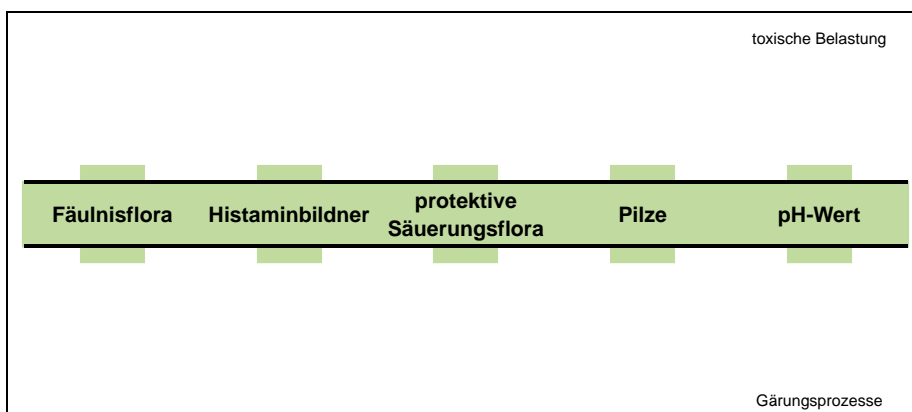 toxische Belastung
Fäulnisflora
Histaminbildner
protektive
Säuerungsflora
Pilze
pH-Wert
Gärungsprozesse